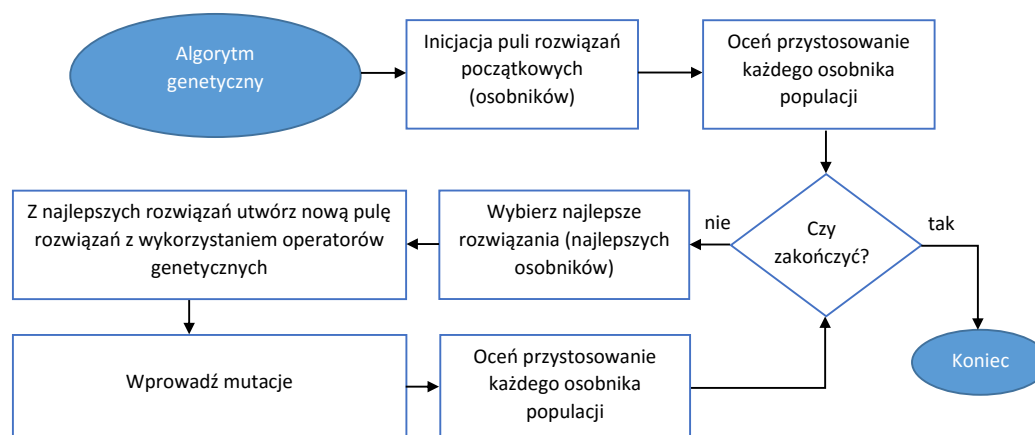 Algorytm
genetyczny
Inicjacja puli rozwiązań
początkowych
(osobników)
Oceń przystosowanie
każdego osobnika
populacji
Czy
zakończyć?
nie
tak
Wybierz najlepsze
rozwiązania (najlepszych
osobników)
Z najlepszych rozwiązań utwórz nową pulę
rozwiązań z wykorzystaniem operatorów
genetycznych
Wprowadź mutacje
Oceń przystosowanie
każdego osobnika
populacji
Koniec